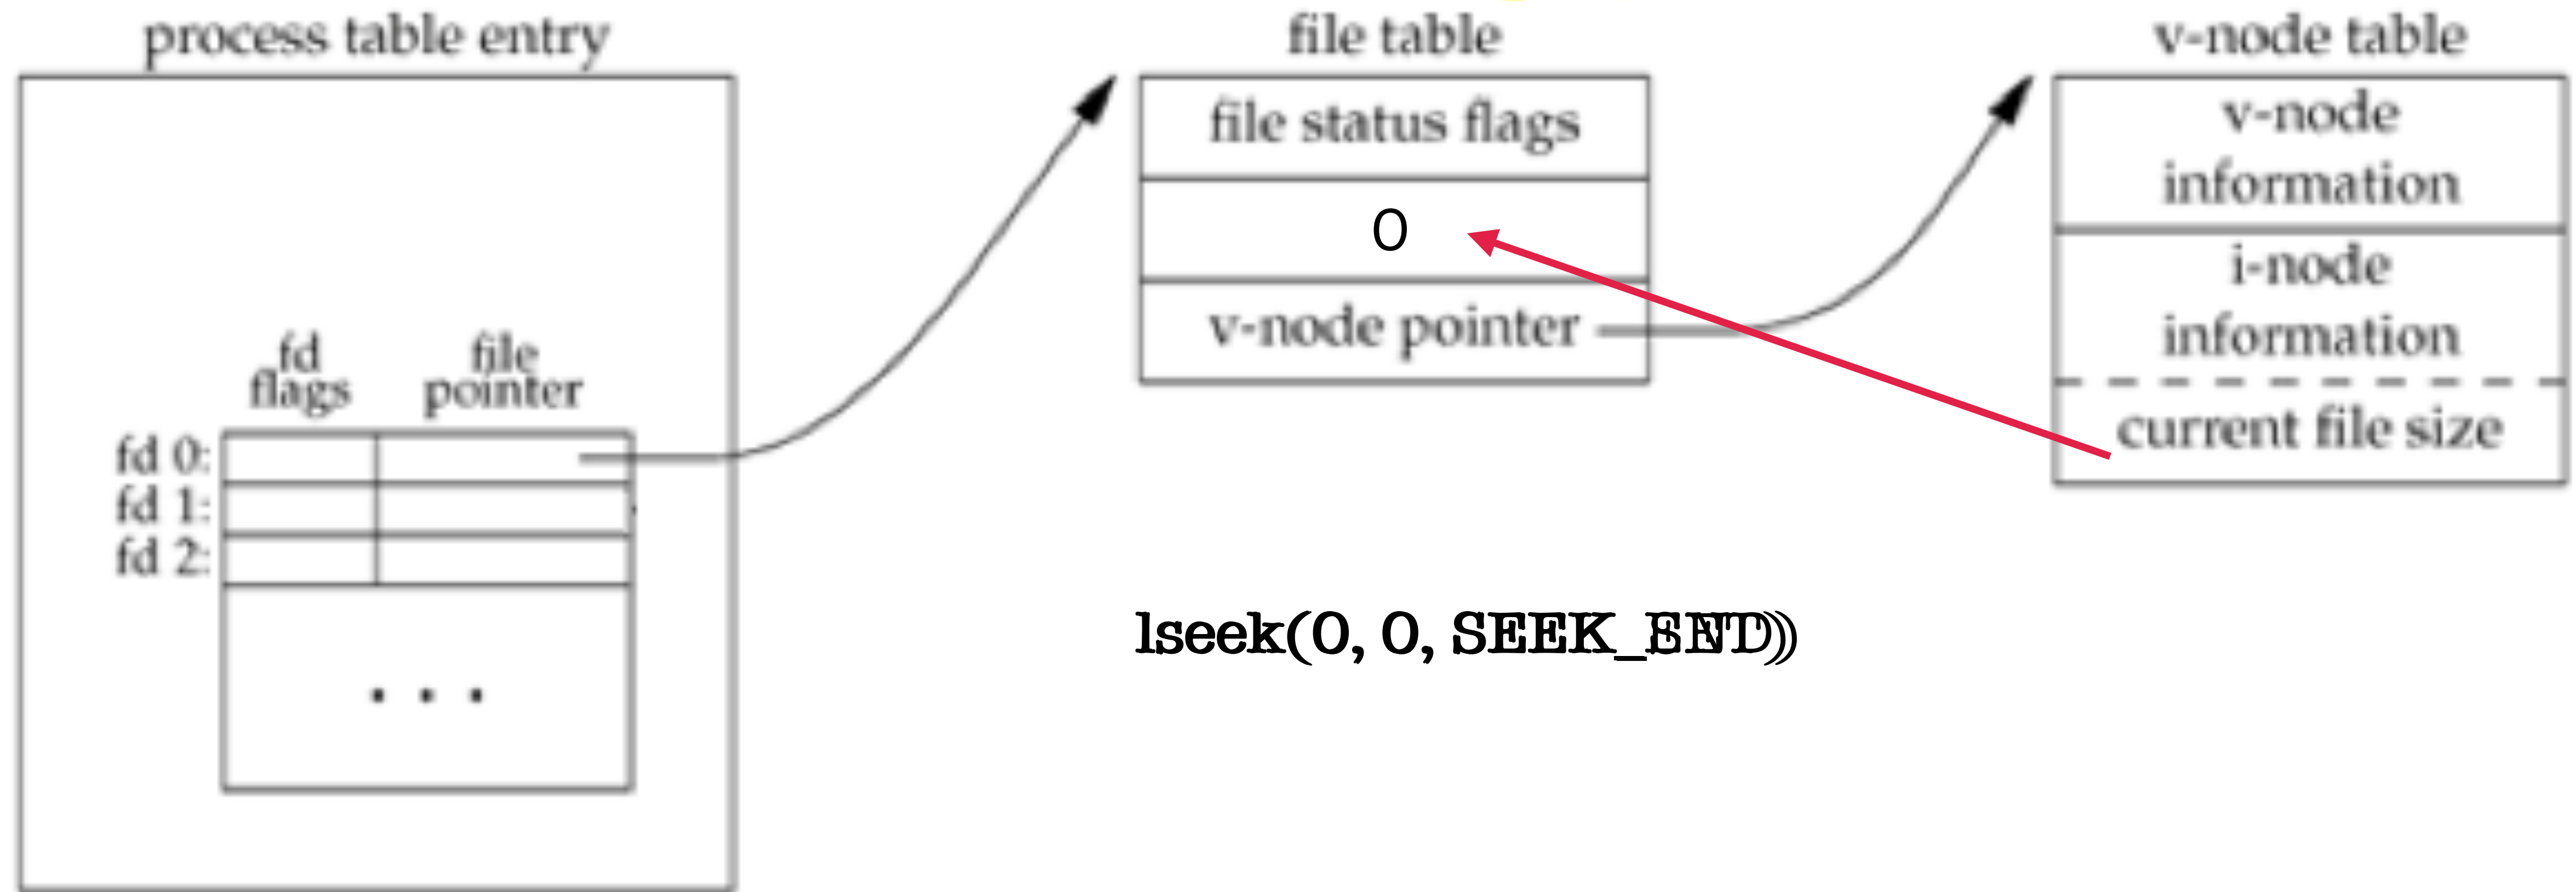 process table entry
fd
flags
file
pointer
fd 0:
fd 1:
fd 2:
. . .
file table
file status flags
0
v-node pointer
v-node table
v-node
information
i-node
information
current file size
lseek(0, 0,